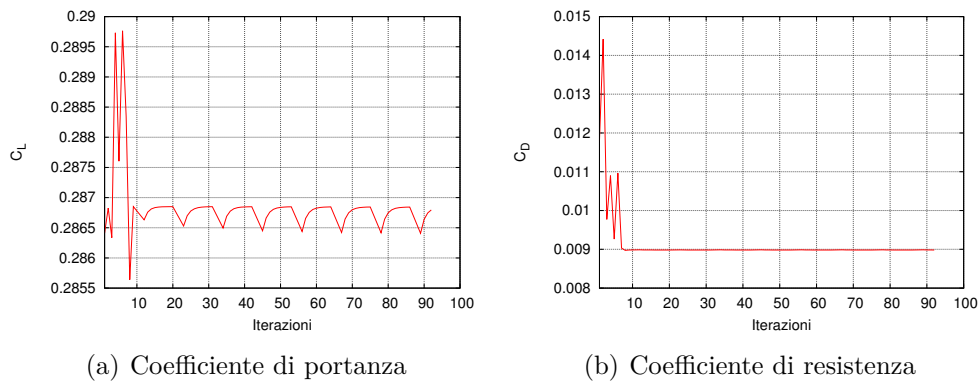 0.29
0.2895
0.289
0.2885
0.288
0.2875
0.287
0.2865
0.286
0.2855
C_L
10 20 30 40 50 60 70 80 90 100
Iterazioni
(a) Coefficiente di portanza
0.015
0.014
0.013
0.012
0.011
0.01
0.009
0.008
C_D
10 20 30 40 50 60 70 80 90 100
Iterazioni
(b) Coefficiente di resistenza